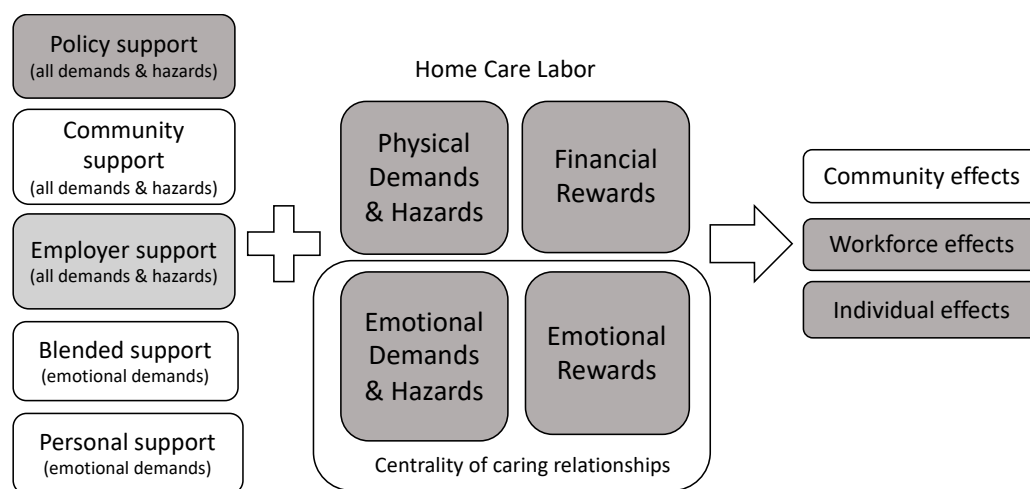 Policy support
(all demands & hazards)
Community
support
(all demands & hazards)
Employer support
(all demands & hazards)
Blended support
(emotional demands)
Personal support
(emotional demands)
Home Care Labor
Physical
Demands
& Hazards
Financial
Rewards
Emotional
Demands
& Hazards
Emotional
Rewards
Centrality of caring relationships
Community effects
Workforce effects
Individual effects